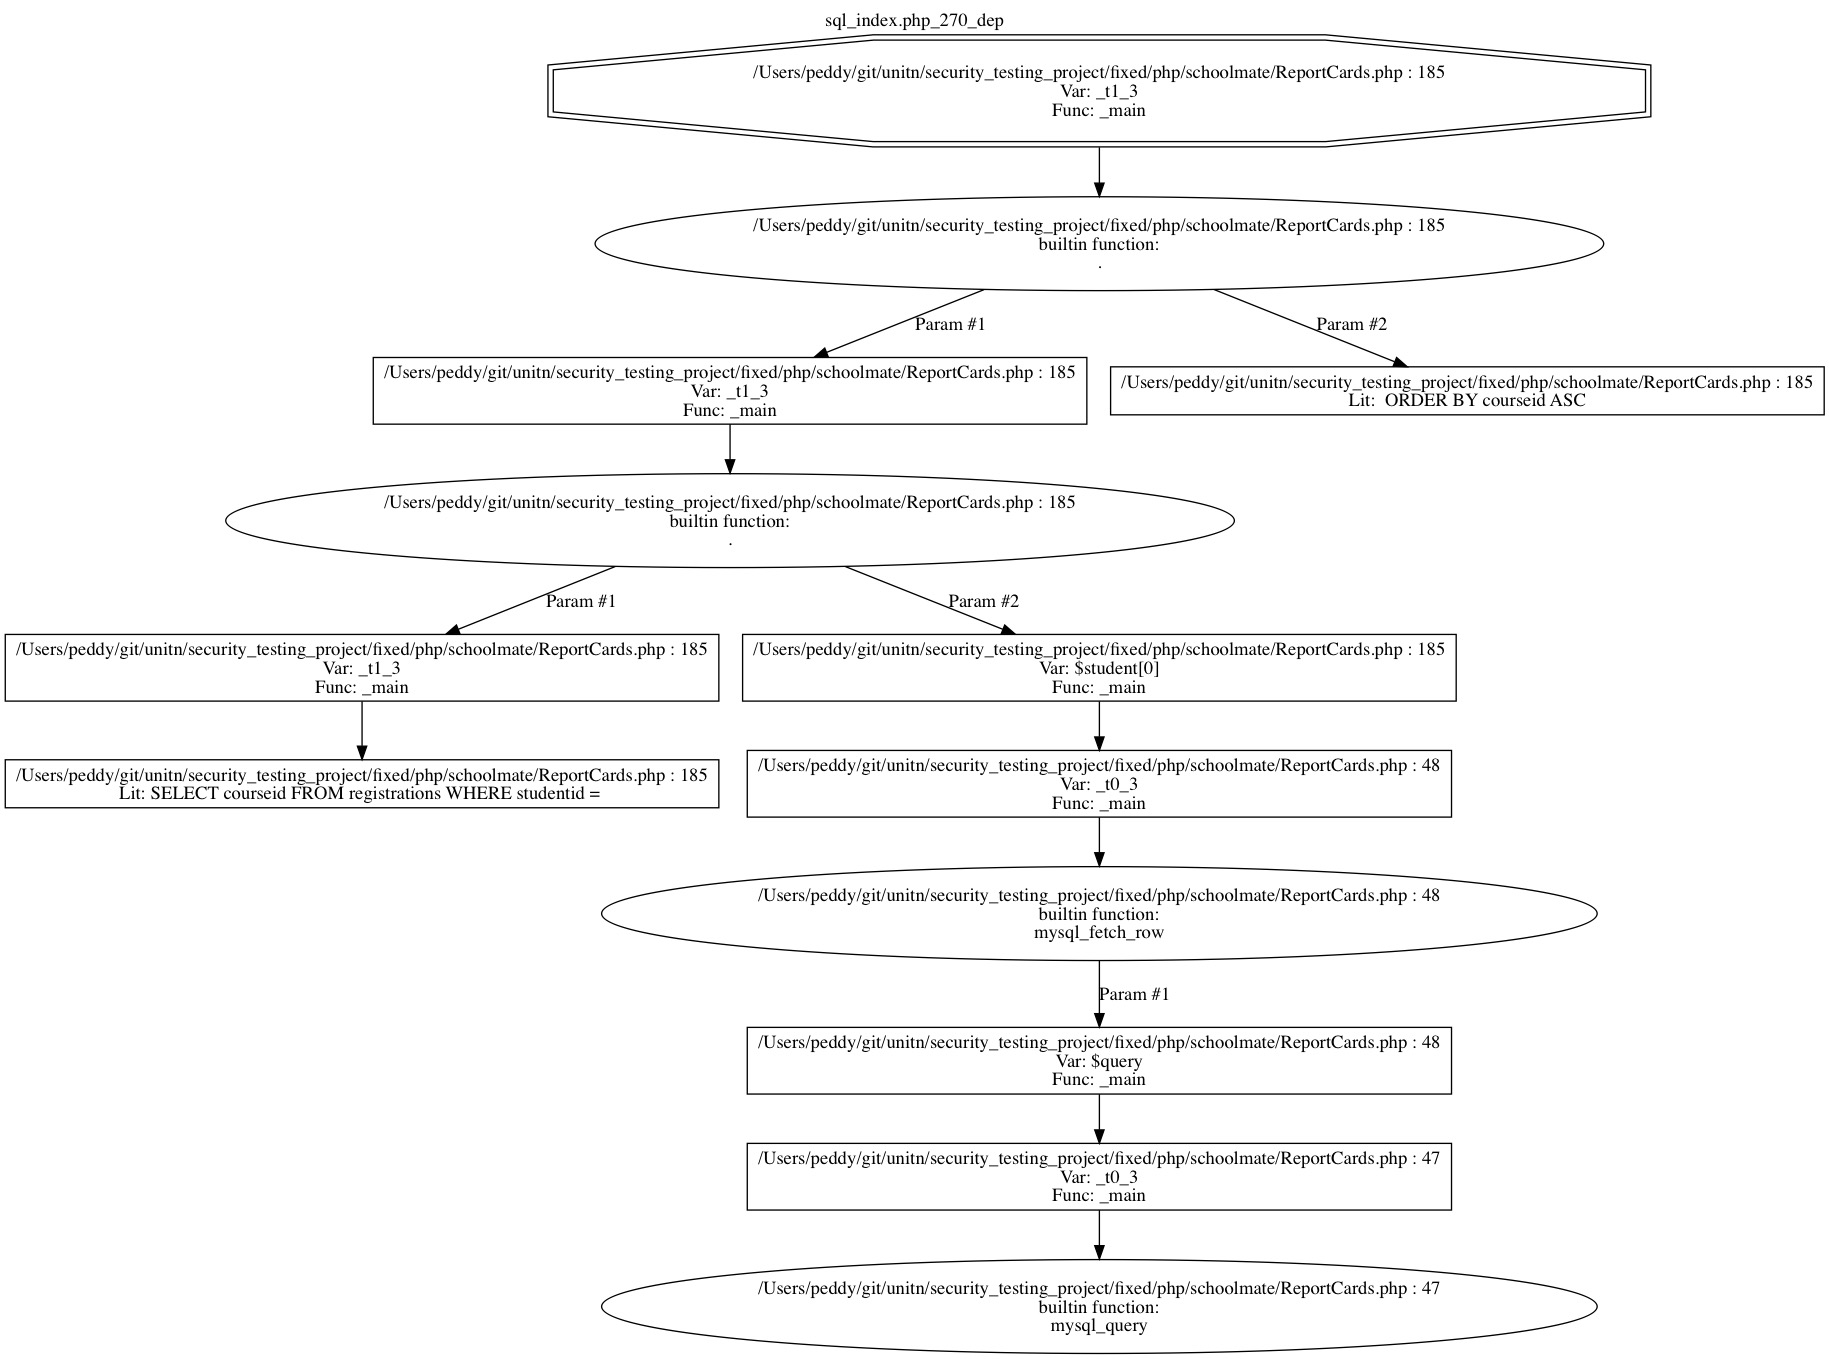 sql_index.php_270_dep
/Users/peddy/git/unitn/security_testing_project/fixed/php/schoolmate/ReportCards.php : 185
Var: _t1_3
Func: _main
/Users/peddy/git/unitn/security_testing_project/fixed/php/schoolmate/ReportCards.php : 185
builtin function:
.
Param #1
Param #2
/Users/peddy/git/unitn/security_testing_project/fixed/php/schoolmate/ReportCards.php : 185
Var: _t1_3
Func: _main
/Users/peddy/git/unitn/security_testing_project/fixed/php/schoolmate/ReportCards.php : 185
Lit:  ORDER BY courseid ASC
/Users/peddy/git/unitn/security_testing_project/fixed/php/schoolmate/ReportCards.php : 185
builtin function:
.
Param #1
Param #2
/Users/peddy/git/unitn/security_testing_project/fixed/php/schoolmate/ReportCards.php : 185
Var: _t1_3
Func: _main
/Users/peddy/git/unitn/security_testing_project/fixed/php/schoolmate/ReportCards.php : 185
Var: $student[0]
Func: _main
/Users/peddy/git/unitn/security_testing_project/fixed/php/schoolmate/ReportCards.php : 185
Lit: SELECT courseid FROM registrations WHERE studentid =
/Users/peddy/git/unitn/security_testing_project/fixed/php/schoolmate/ReportCards.php : 48
Var: _t0_3
Func: _main
/Users/peddy/git/unitn/security_testing_project/fixed/php/schoolmate/ReportCards.php : 48
builtin function:
mysql_fetch_row
Param #1
/Users/peddy/git/unitn/security_testing_project/fixed/php/schoolmate/ReportCards.php : 48
Var: $query
Func: _main
/Users/peddy/git/unitn/security_testing_project/fixed/php/schoolmate/ReportCards.php : 47
Var: _t0_3
Func: _main
/Users/peddy/git/unitn/security_testing_project/fixed/php/schoolmate/ReportCards.php : 47
builtin function:
mysql_query